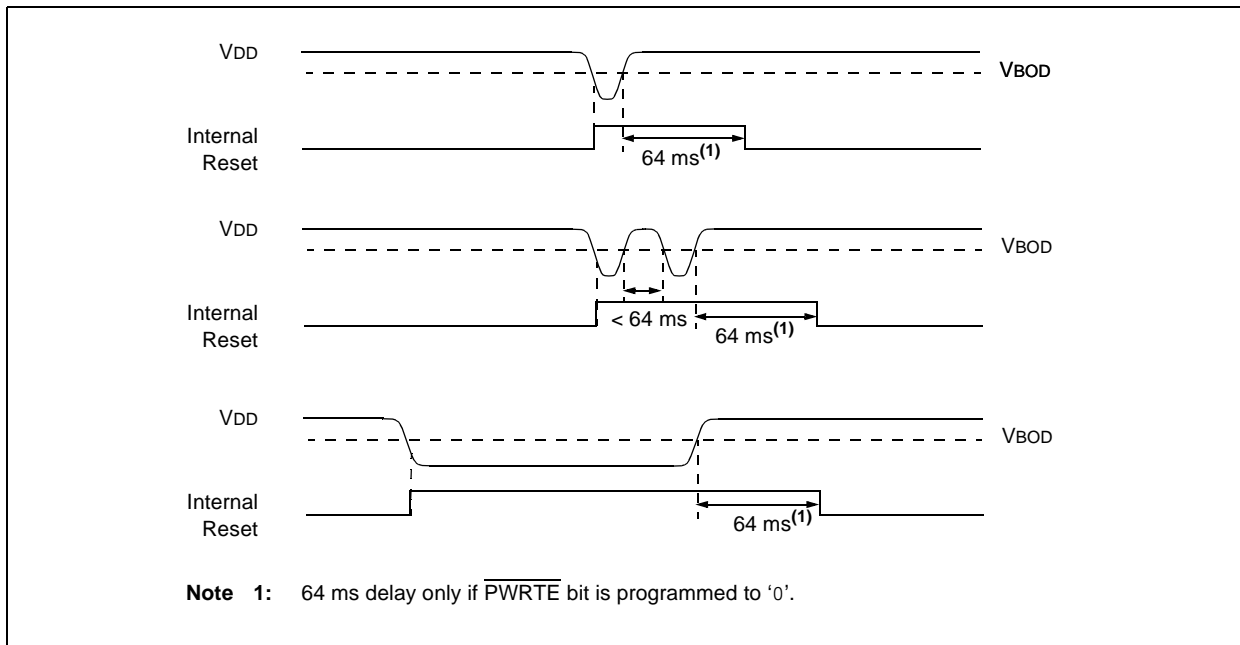 VDD
VBOD
Internal
Reset
64 ms(1)
VDD
VBOD
Internal
Reset
< 64 ms
64 ms(1)
VDD
VBOD
Internal
Reset
64 ms(1)
Note 1: 64 ms delay only if PWRTE bit is programmed to ‘0’.